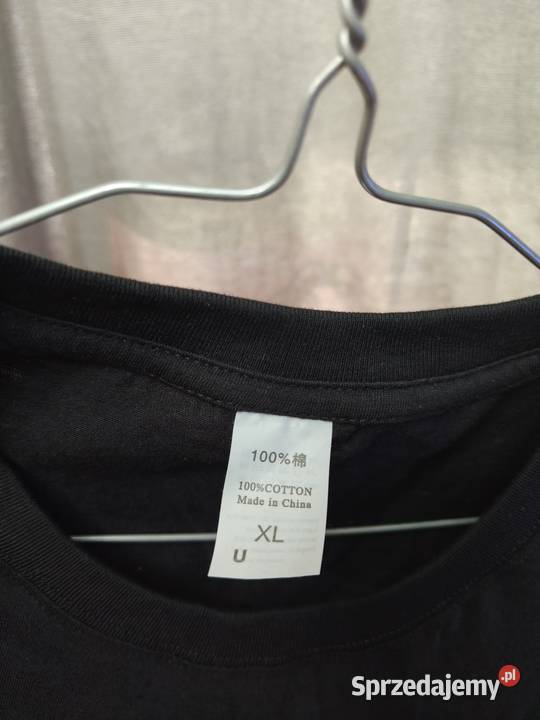 100%棉
100%COTTON
Made in China
XL
U
Sprzedajemy.pl